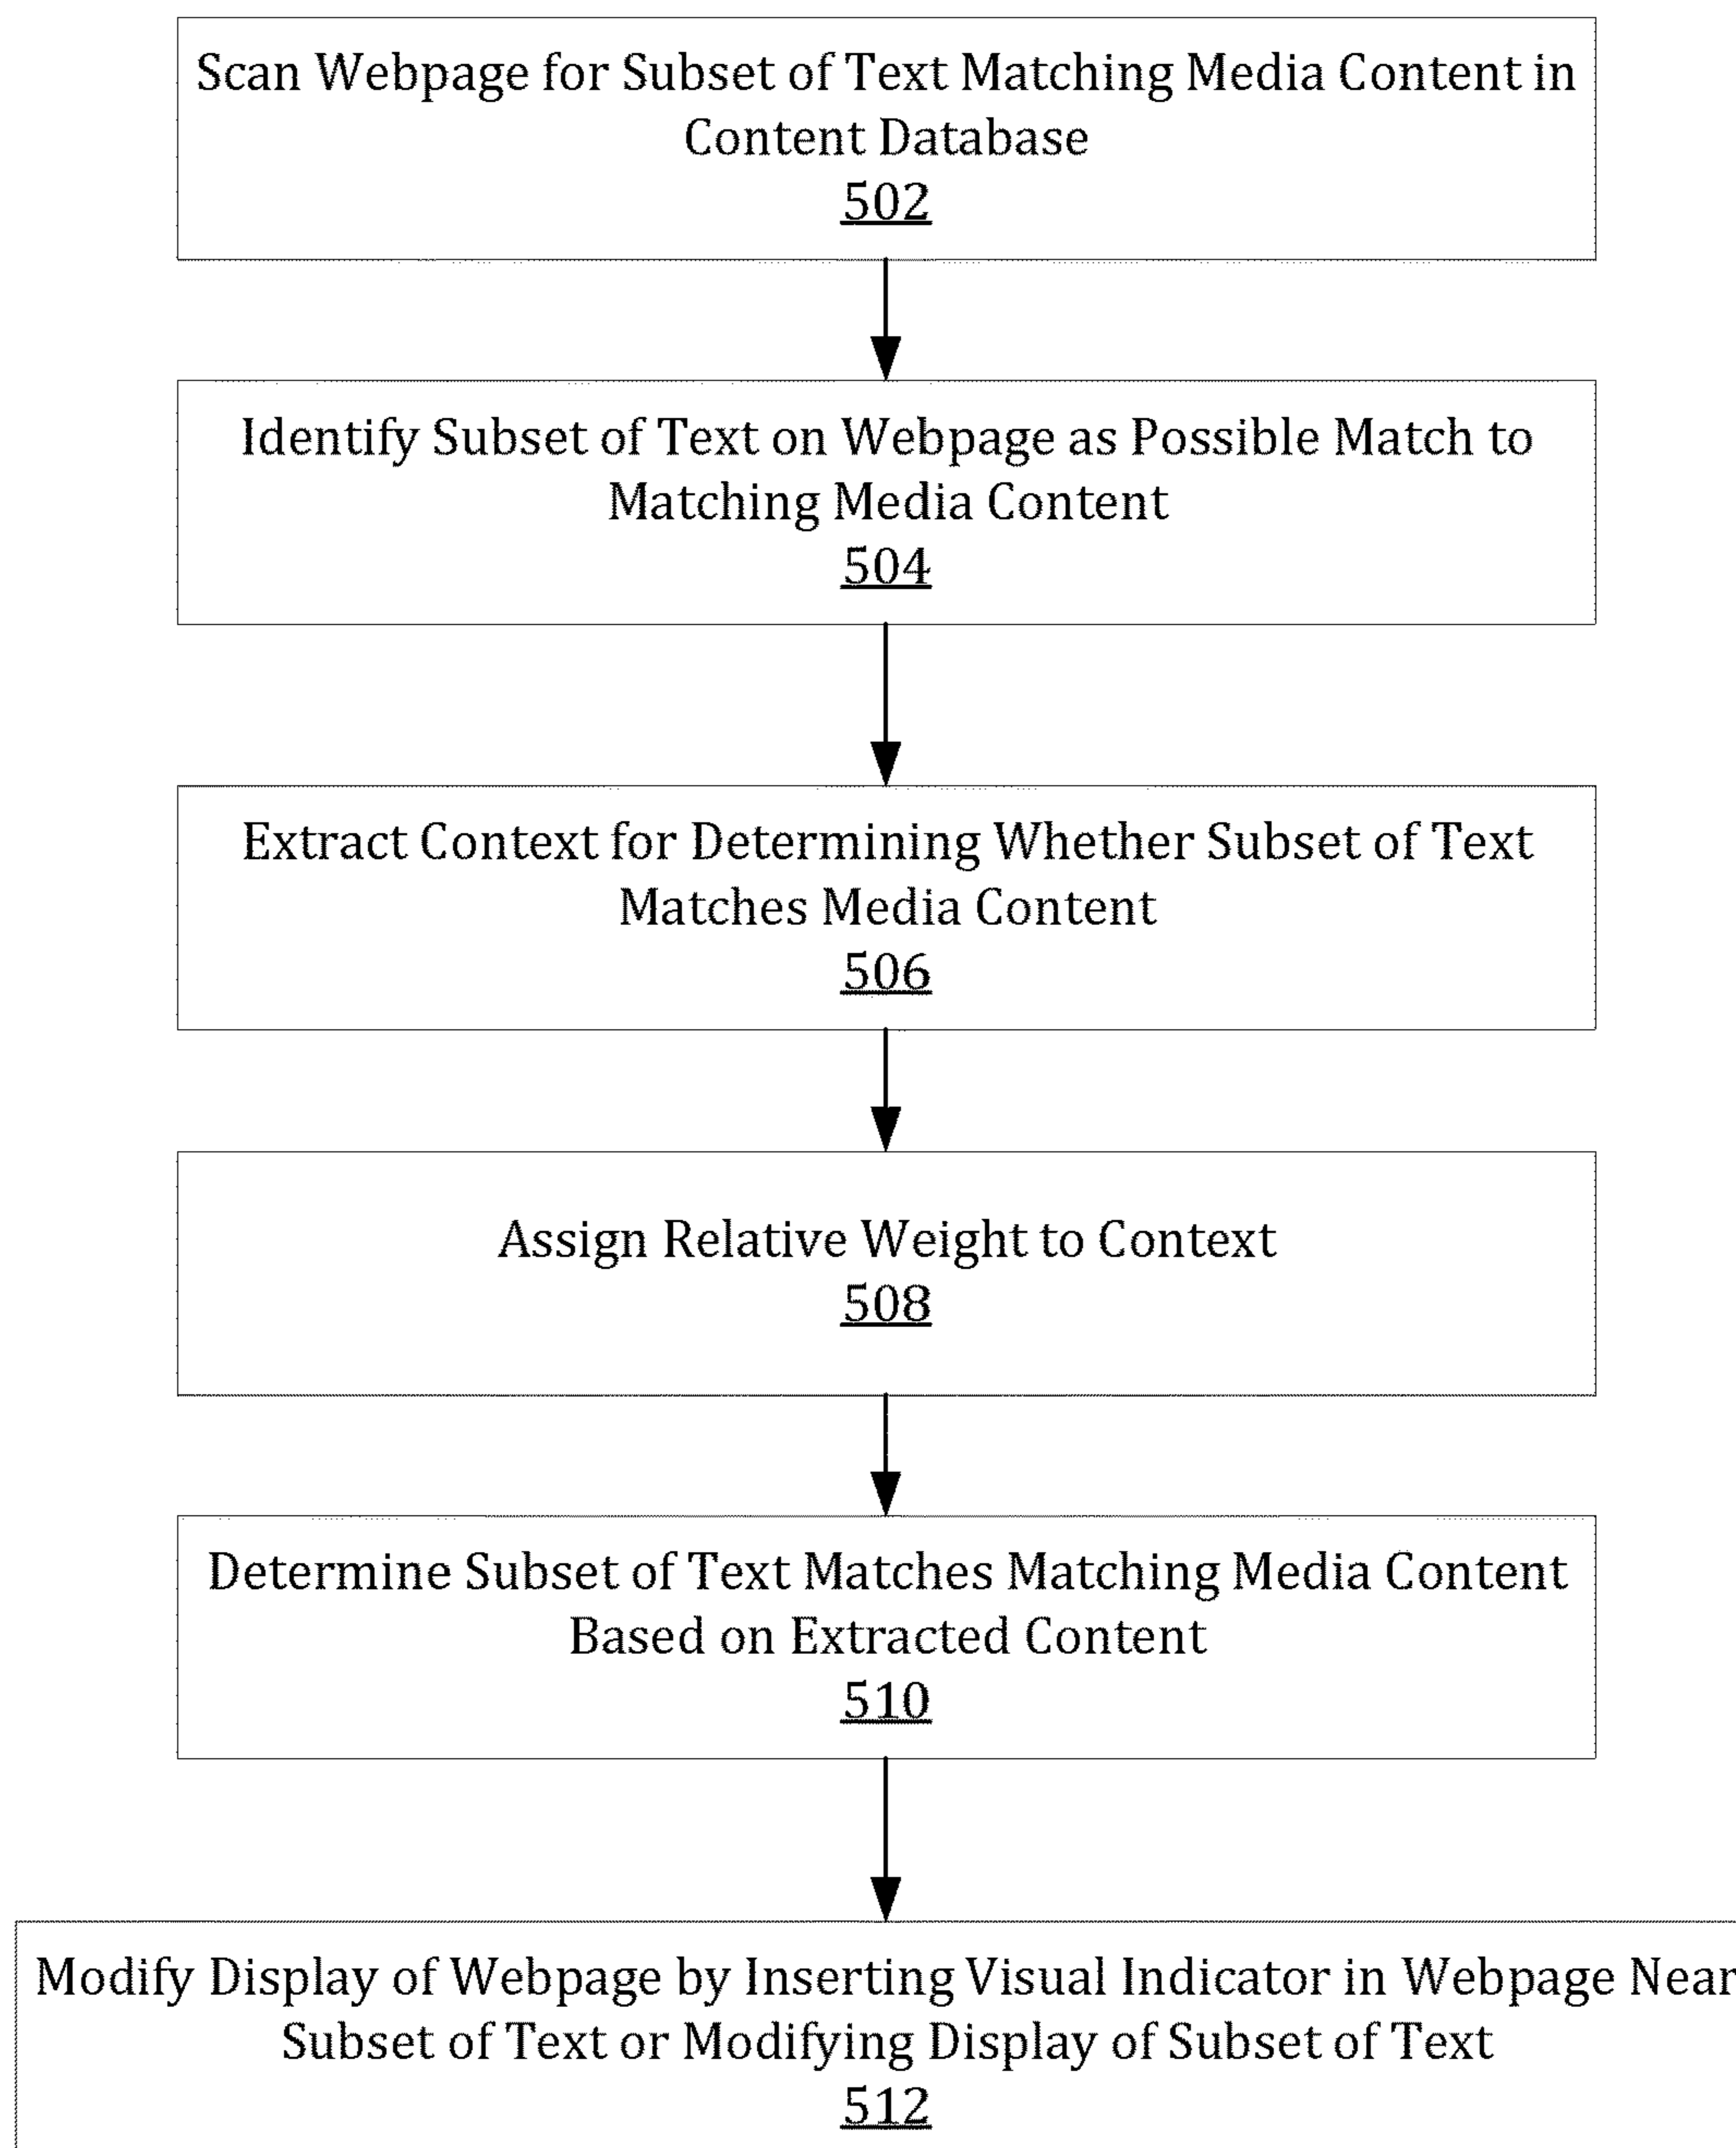 Scan Webpage for Subset of Text Matching Media Content in
Content Database
502
Identify Subset of Text on Webpage as Possible Match to
Matching Media Content
504
Extract Context for Determining Whether Subset of Text
Matches Media Content
506
Assign Relative Weight to Context
508
Determine Subset of Text Matches Matching Media Content
Based on Extracted Content
510
Modify Display of Webpage by Inserting Visual Indicator in Webpage Near
Subset of Text or Modifying Display of Subset of Text
512